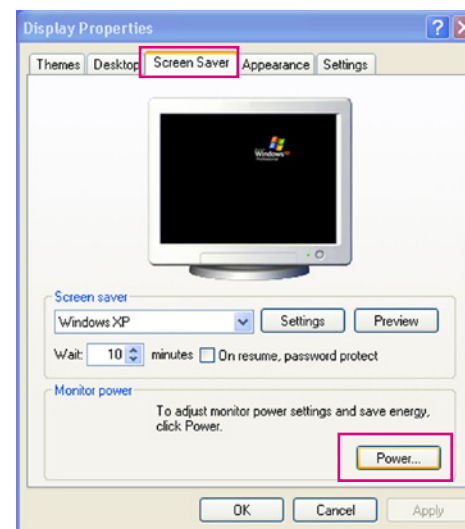 Display Properties
Themes Desktop Screen Saver Appearance Settings
Windows xp
Professional
Screen saver
Windows XP Settings Preview
Wait: 10 minutes On resume, password protect
Monitor power
To adjust monitor power settings and save energy,
click Power.
Power...
OK Cancel Apply